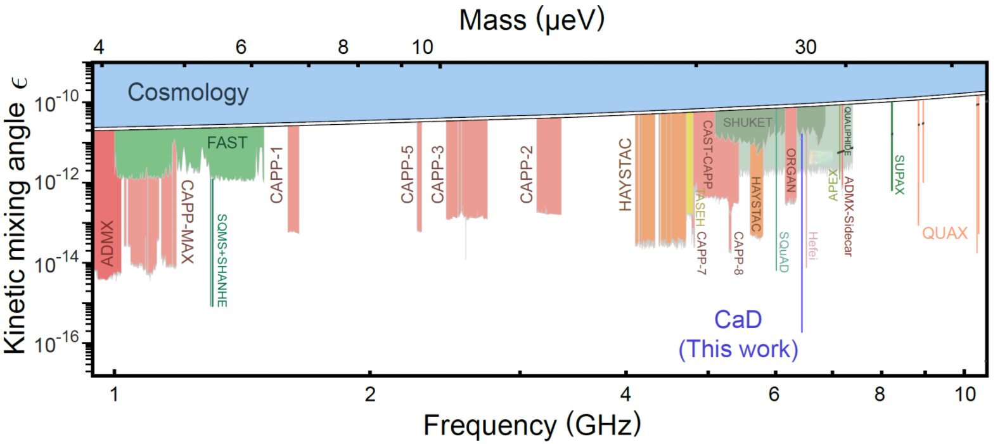 Mass (µeV)
4 6 8 10 30
Kinetic mixing angle ϵ
10⁻¹⁰
10⁻¹²
10⁻¹⁴
10⁻¹⁶
Cosmology
ADMX
FAST
CAPP-MAX
SQMS+SHANHE
CAPP-1
CAPP-5
CAPP-3
CAPP-2
HAYSTAC
TASEH
CAST-CAPP
CAPP-7
SHUKET
CAPP-8
HAYSTAC
SQuAD
ORGAN
Hefei
APEX
QUALIPHIDE
ADMX-Sidecar
SUPAX
QUAX
CaD
(This work)
1 2 4 6 8 10
Frequency (GHz)